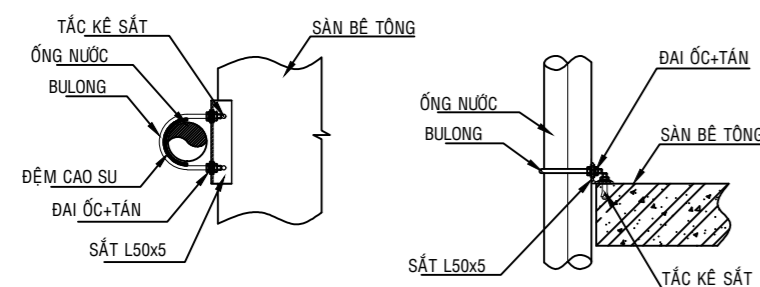 TẮC KÊ SẮT
SÀN BÊ TÔNG
ỐNG NƯỚC
BULONG
ĐỆM CAO SU
ĐAI ỐC+TÁN
SẮT L50x5
ĐAI ỐC+TÁN
ỐNG NƯỚC
BULONG
SÀN BÊ TÔNG
SẮT L50x5
TẮC KÊ SẮT